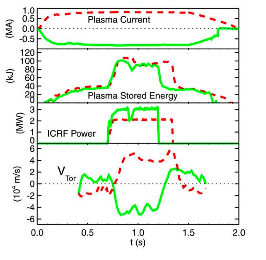 Plasma Current
1.0
0.5
0.0
0.5
1.0
(MA)
Plasma Stored Energy
120
100
80
60
40
20
0
(kJ)
ICRF Power
3
2
1
0
(MW)
V Tor
6
4
2
0
-2
-4
-6
(10⁴ m/s)
0.0 0.5 1.0 1.5 2.0
t (s)